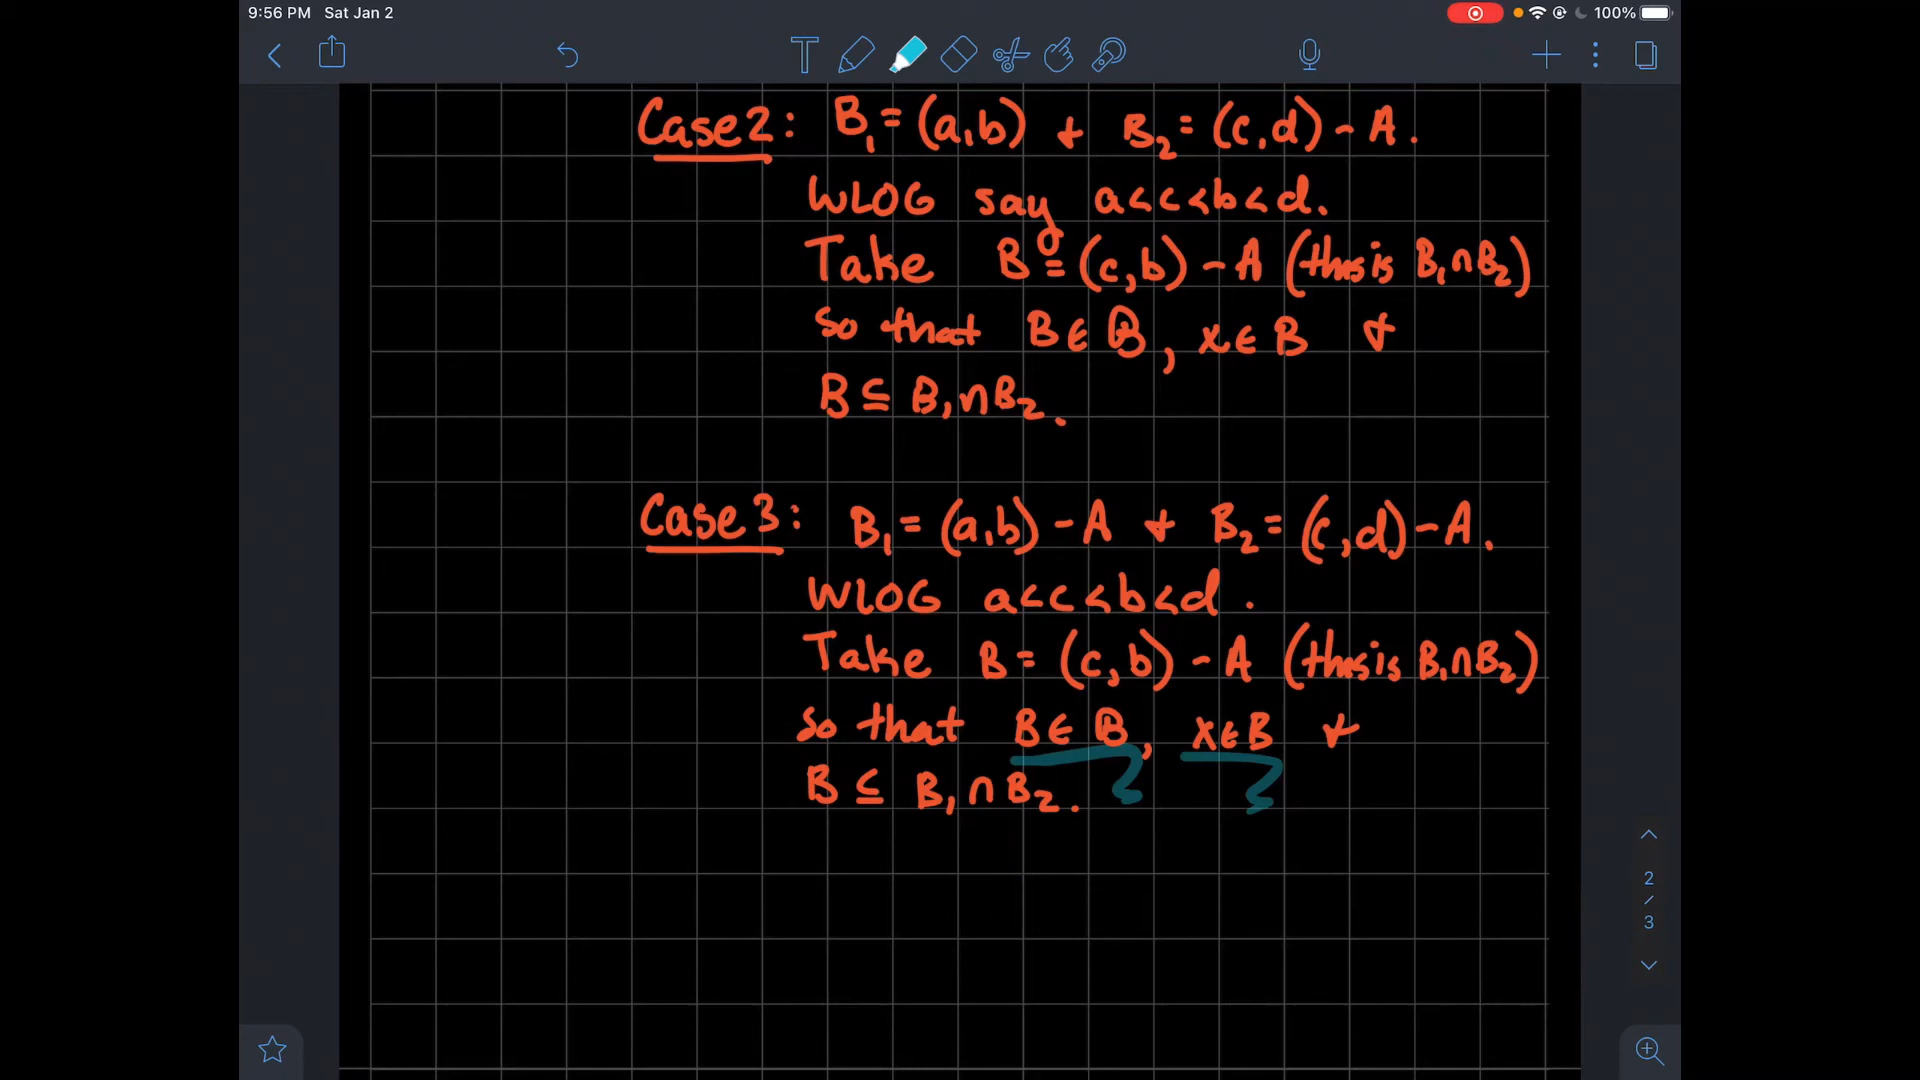 9:56 PM Sat Jan 2
100%
Case 2: B₁ = (a,b) + B₂ = (c,d) - A.
WLOG say a<c<b<d.
Take B = (c,b) - A (this is B₁∩B₂)
so that B ∈ 𝔹, x ∈ B +
B ⊆ B₁∩B₂.
Case 3: B₁ = (a,b) - A + B₂ = (c,d) - A.
WLOG a<c<b<d.
Take B = (c,b) - A (this is B₁∩B₂)
so that B ∈ 𝔹, x ∈ B +
B ⊆ B₁∩B₂.
2
/
3